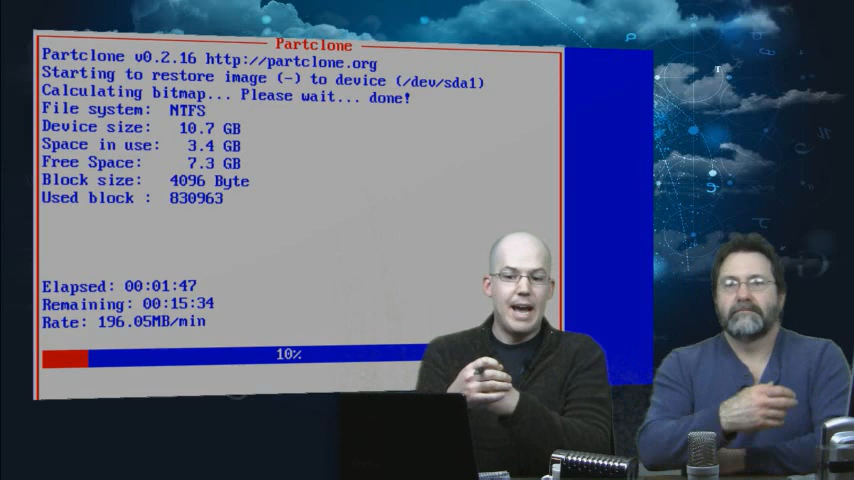 Partclone
Partclone v0.2.16 http://partclone.org
Starting to restore image (-) to device (/dev/sda1)
Calculating bitmap... Please wait... done!
File system: NTFS
Device size: 10.7 GB
Space in use: 3.4 GB
Free Space: 7.3 GB
Block size: 4096 Byte
Used block : 830963
Elapsed: 00:01:47
Remaining: 00:15:34
Rate: 196.05MB/min
10%